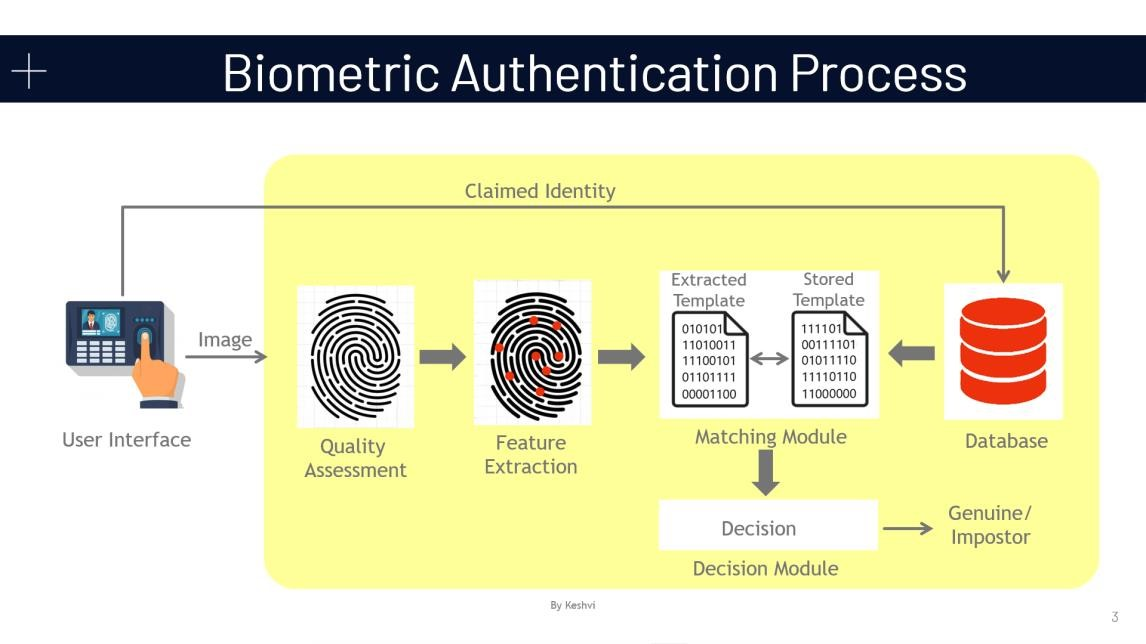 Biometric Authentication Process
Claimed Identity
Image
User Interface
Quality
Assessment
Feature
Extraction
Extracted
Template
010101
11010011
11100101
01101111
00001100
Stored
Template
111101
00111101
01011110
11110110
11000000
Matching Module
Database
Decision
Decision Module
Genuine/
Impostor
By Keshvi
3